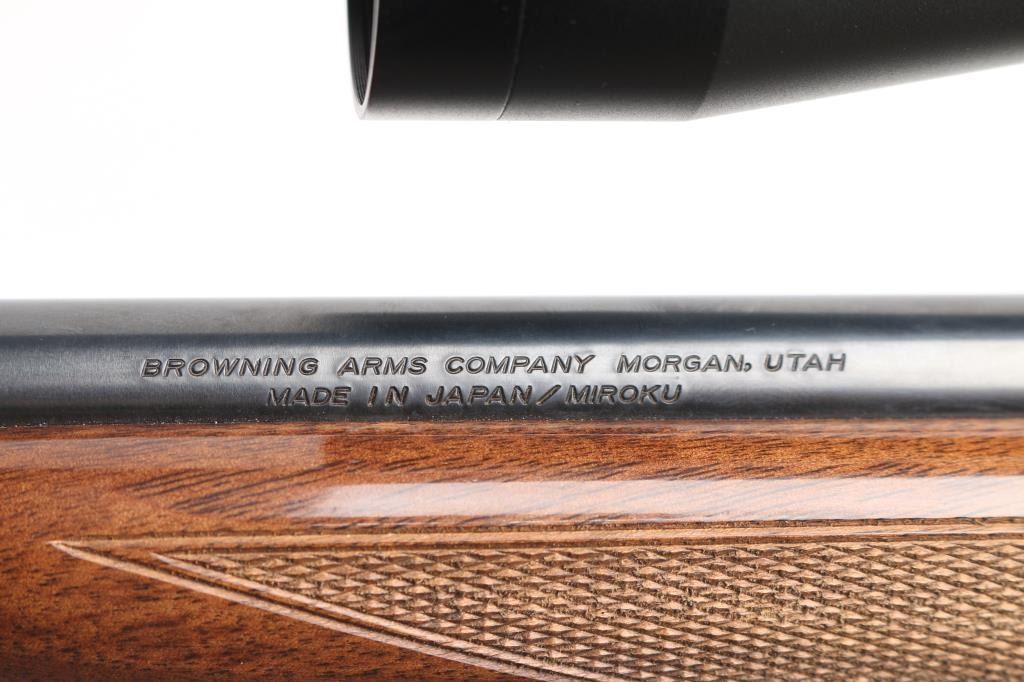 BROWNING ARMS COMPANY MORGAN, UTAH
MADE IN JAPAN/MIROKU